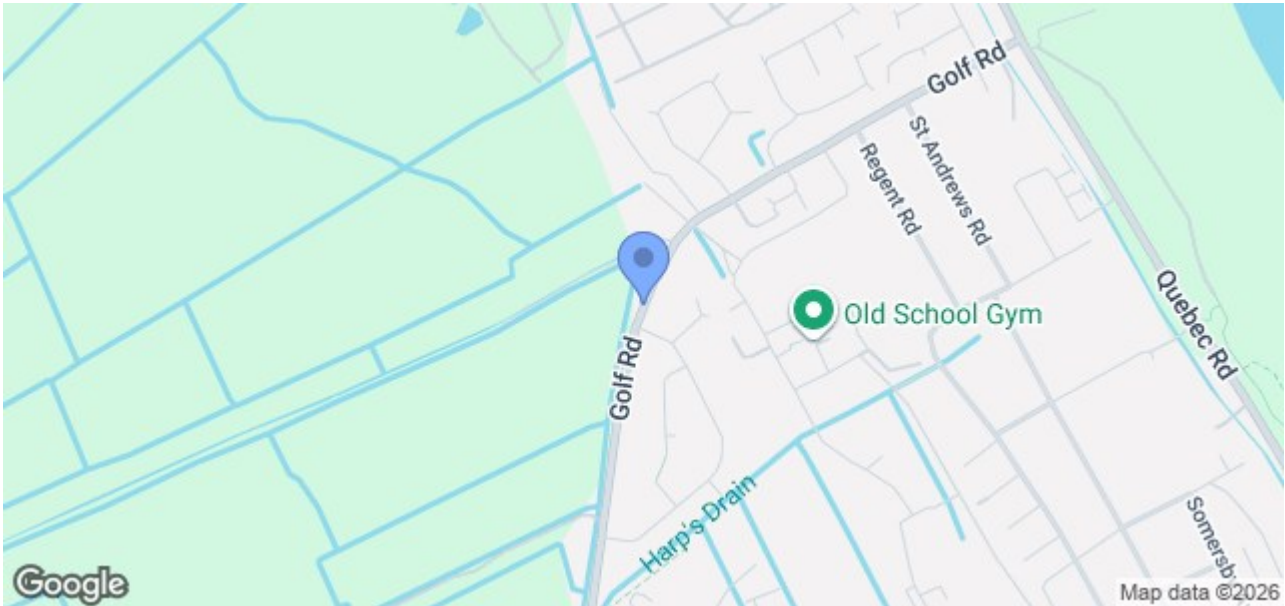 Golf Rd
St Andrews Rd
Regent Rd
Quebec Rd
Old School Gym
Golf Rd
Harp's Drain
Google
Map data ©2026